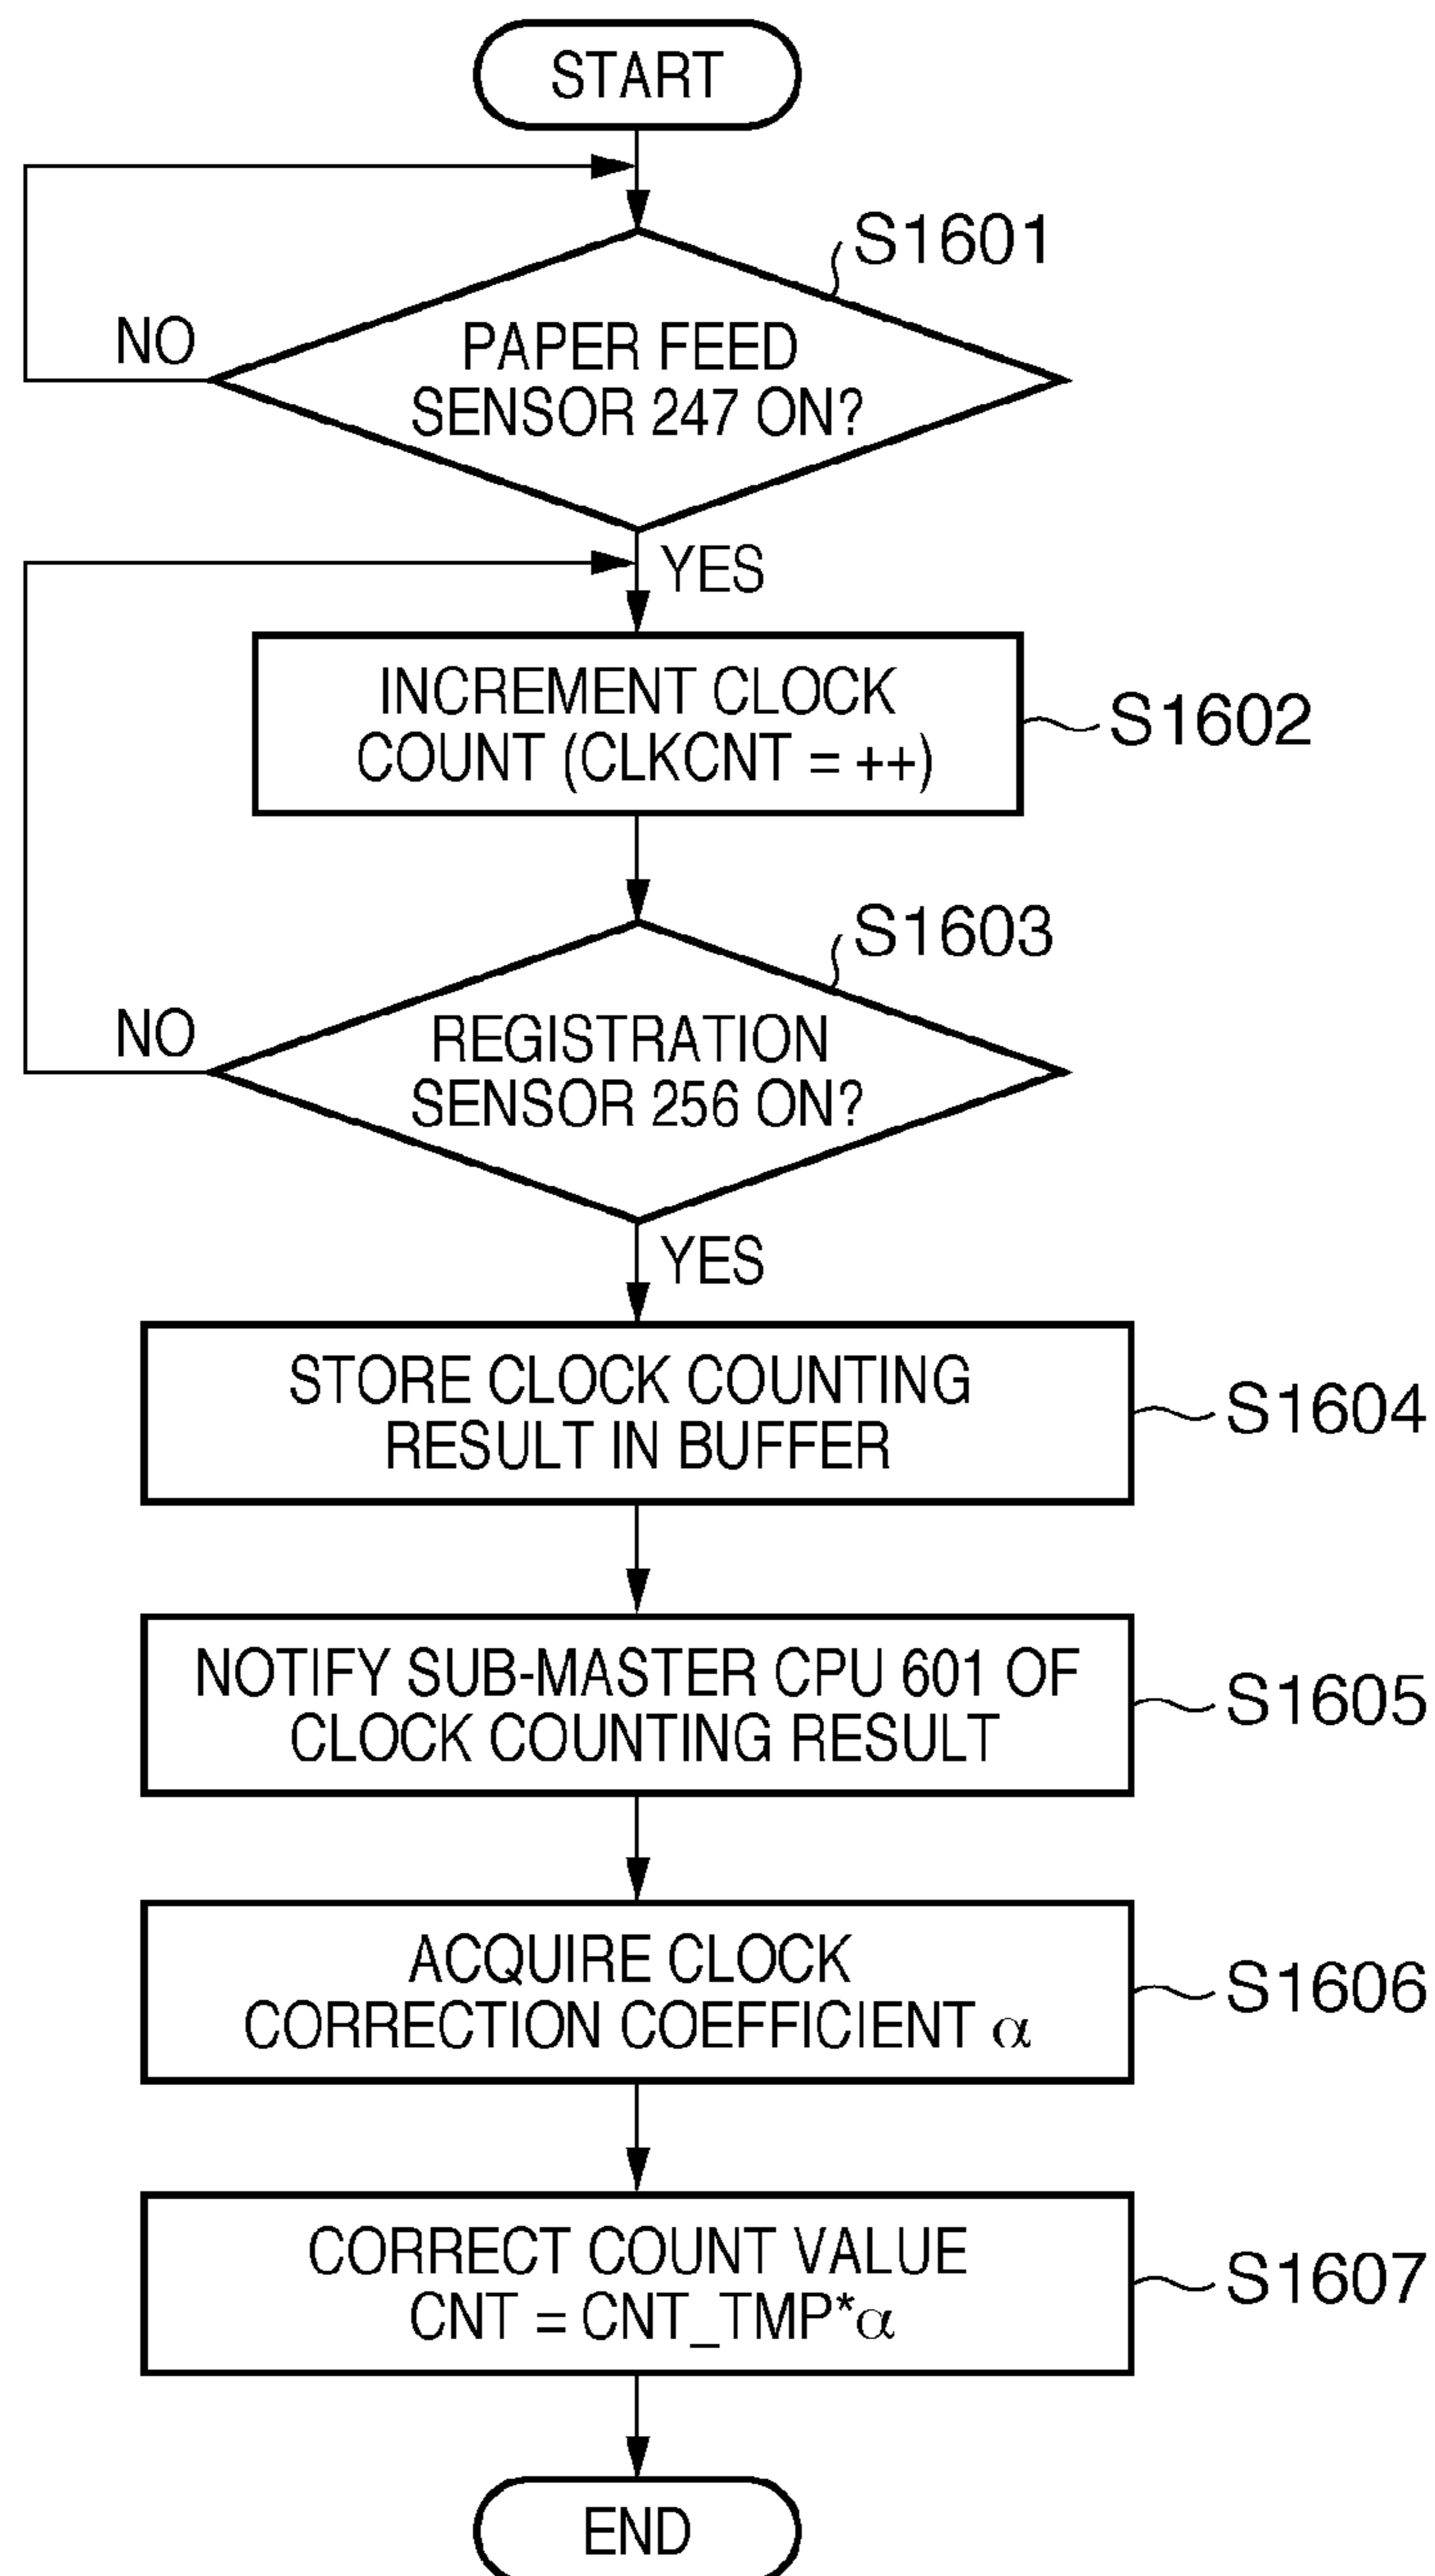 START
S1601
NO
PAPER FEED
SENSOR 247 ON?
YES
INCREMENT CLOCK
COUNT (CLKCNT = ++)
S1602
S1603
NO
REGISTRATION
SENSOR 256 ON?
YES
STORE CLOCK COUNTING
RESULT IN BUFFER
S1604
NOTIFY SUB-MASTER CPU 601 OF
CLOCK COUNTING RESULT
S1605
ACQUIRE CLOCK
CORRECTION COEFFICIENT α
S1606
CORRECT COUNT VALUE
CNT = CNT_TMP*α
S1607
END